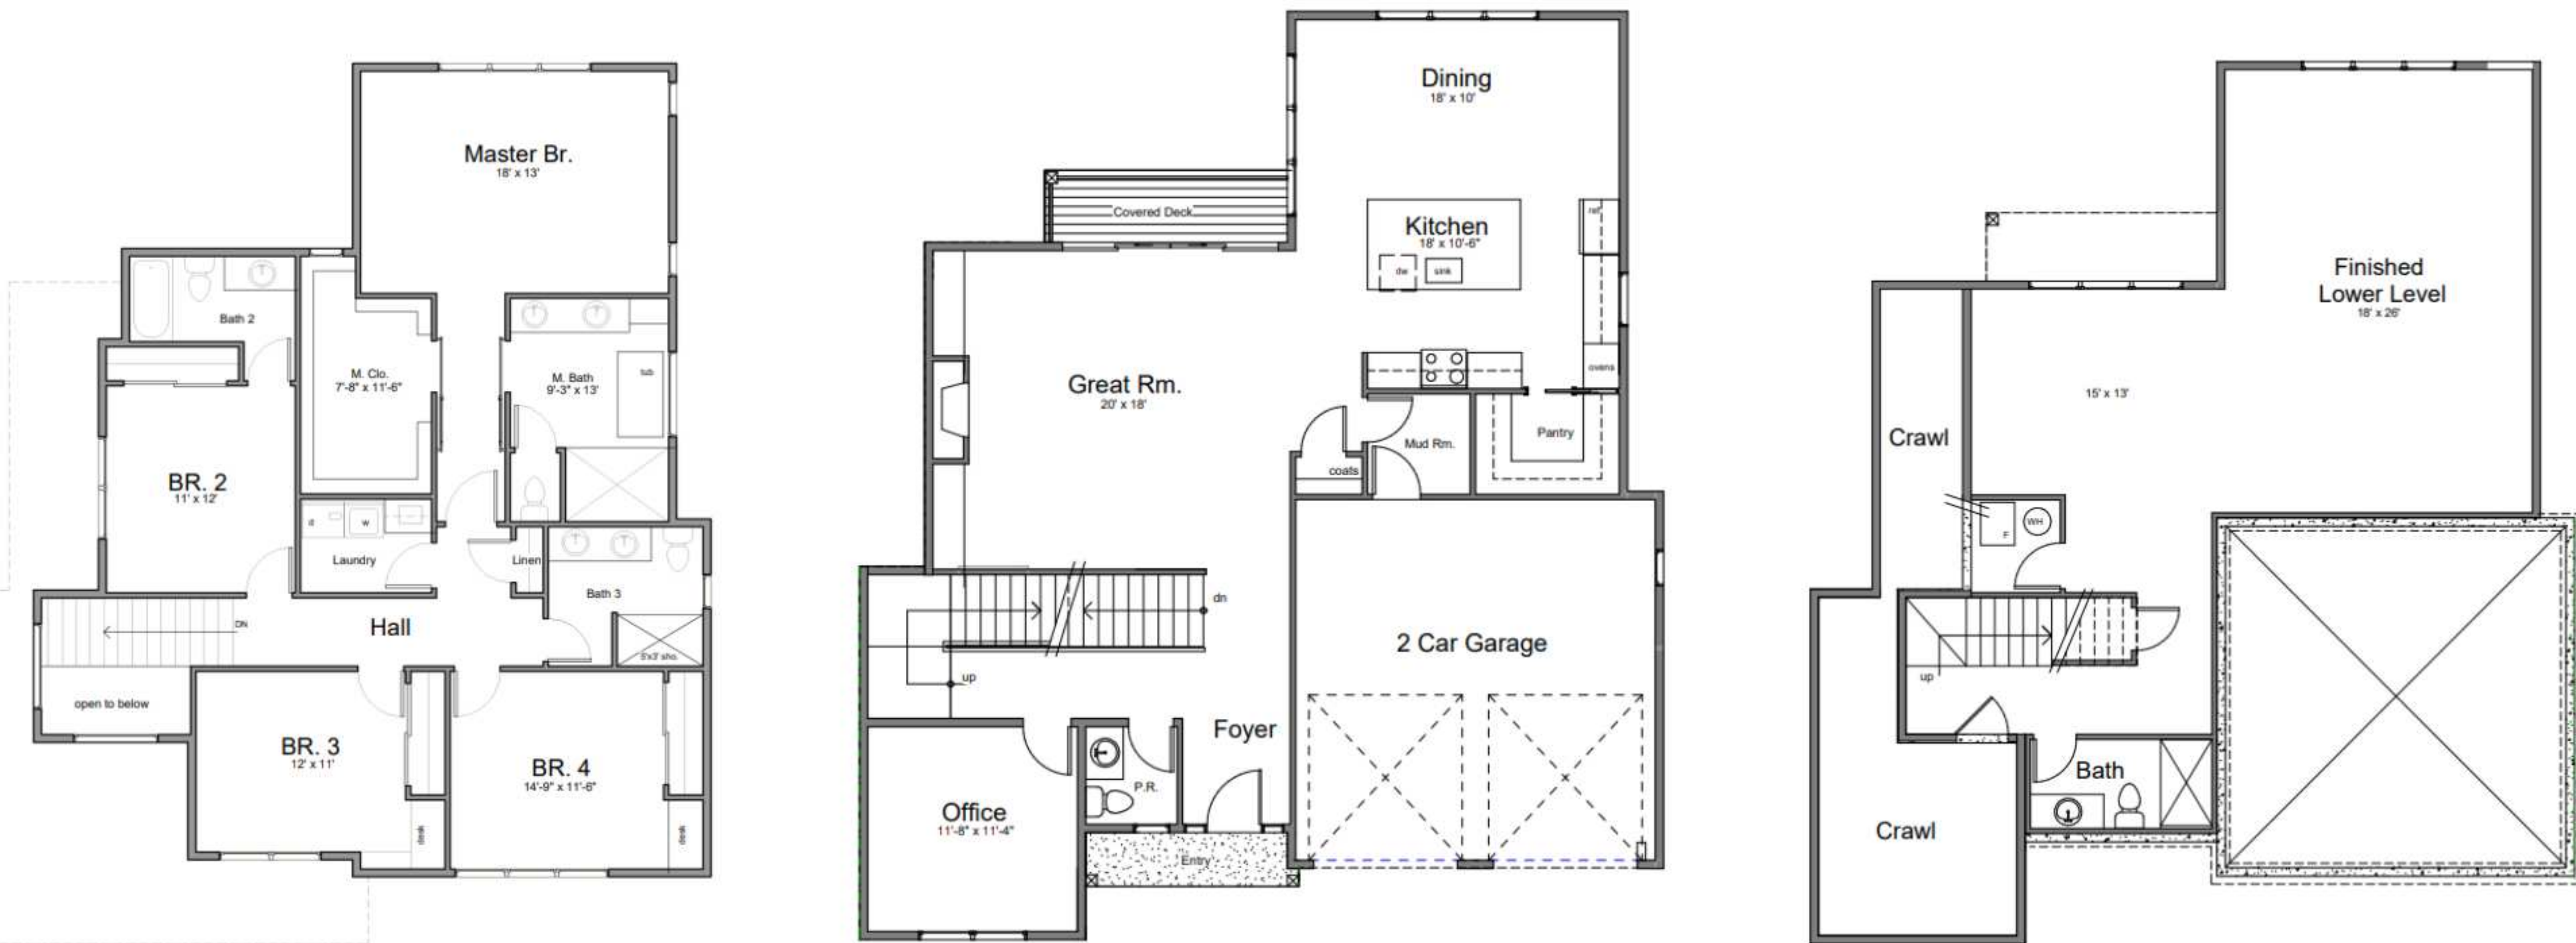 Master Br.
18' x 13'
Bath 2
M. Clo.
7'-8" x 11'-6"
M. Bath
9'-3" x 13'
tub
BR. 2
11' x 12'
d
w
Laundry
Linen
Bath 3
Hall
DN
5'x3' sho.
open to below
BR. 3
12' x 11'
BR. 4
14'-9" x 11'-6"
desk
desk
Dining
18' x 10'
Covered Deck
Kitchen
18' x 10'-6"
ref.
dw
sink
Great Rm.
20' x 18'
ovens
Mud Rm.
Pantry
coats
dn
2 Car Garage
up
Foyer
P.R.
Office
11'-8" x 11'-4"
Entry
Finished
Lower Level
18' x 26'
15' x 13'
Crawl
F
WH
up
Bath
Crawl